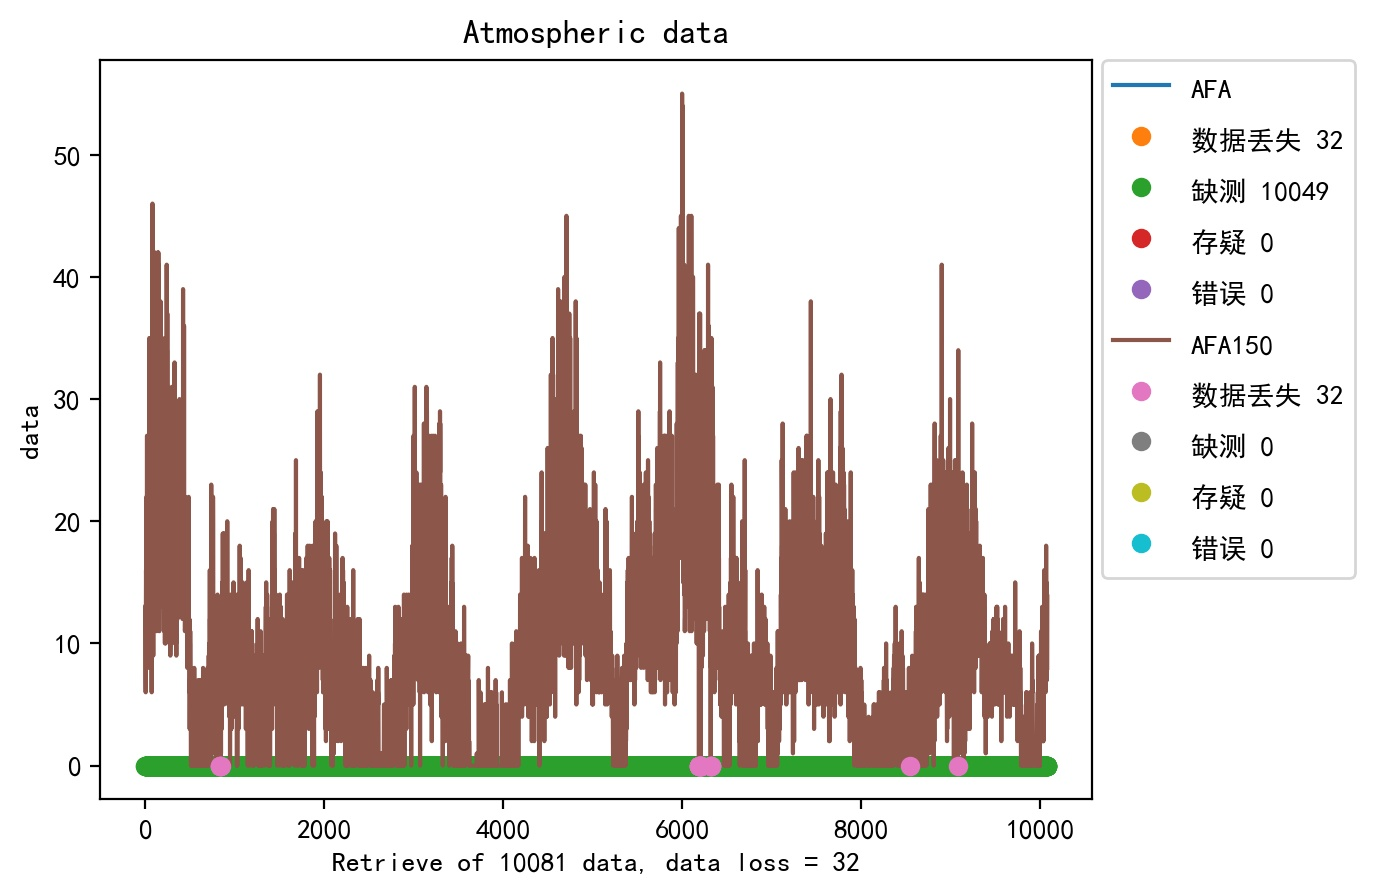 Atmospheric data
data
50
40
30
20
10
0
0 2000 4000 6000 8000 10000
Retrieve of 10081 data, data loss = 32
AFA
数据丢失 32
缺测 10049
存疑 0
错误 0
AFA150
数据丢失 32
缺测 0
存疑 0
错误 0